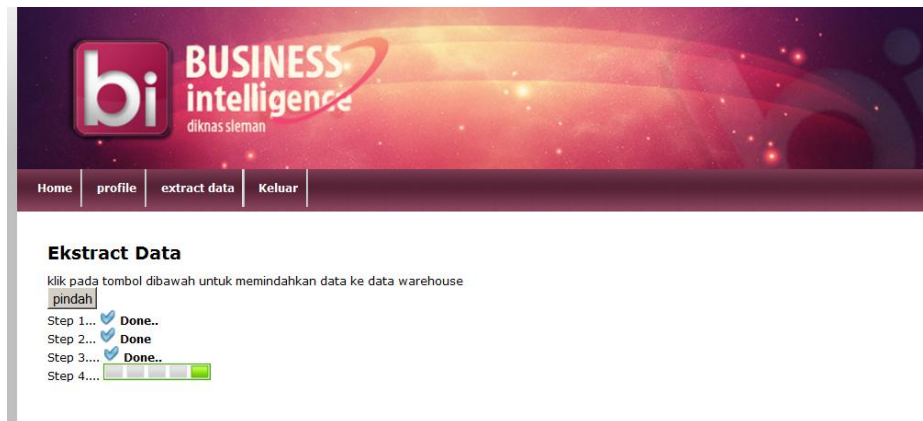 bi
BUSINESS
intelligence
diknas sleman
Home profile extract data Keluar
Ekstract Data
klik pada tombol dibawah untuk memindahkan data ke data warehouse
pindah
Step 1... Done..
Step 2... Done
Step 3.... Done..
Step 4....